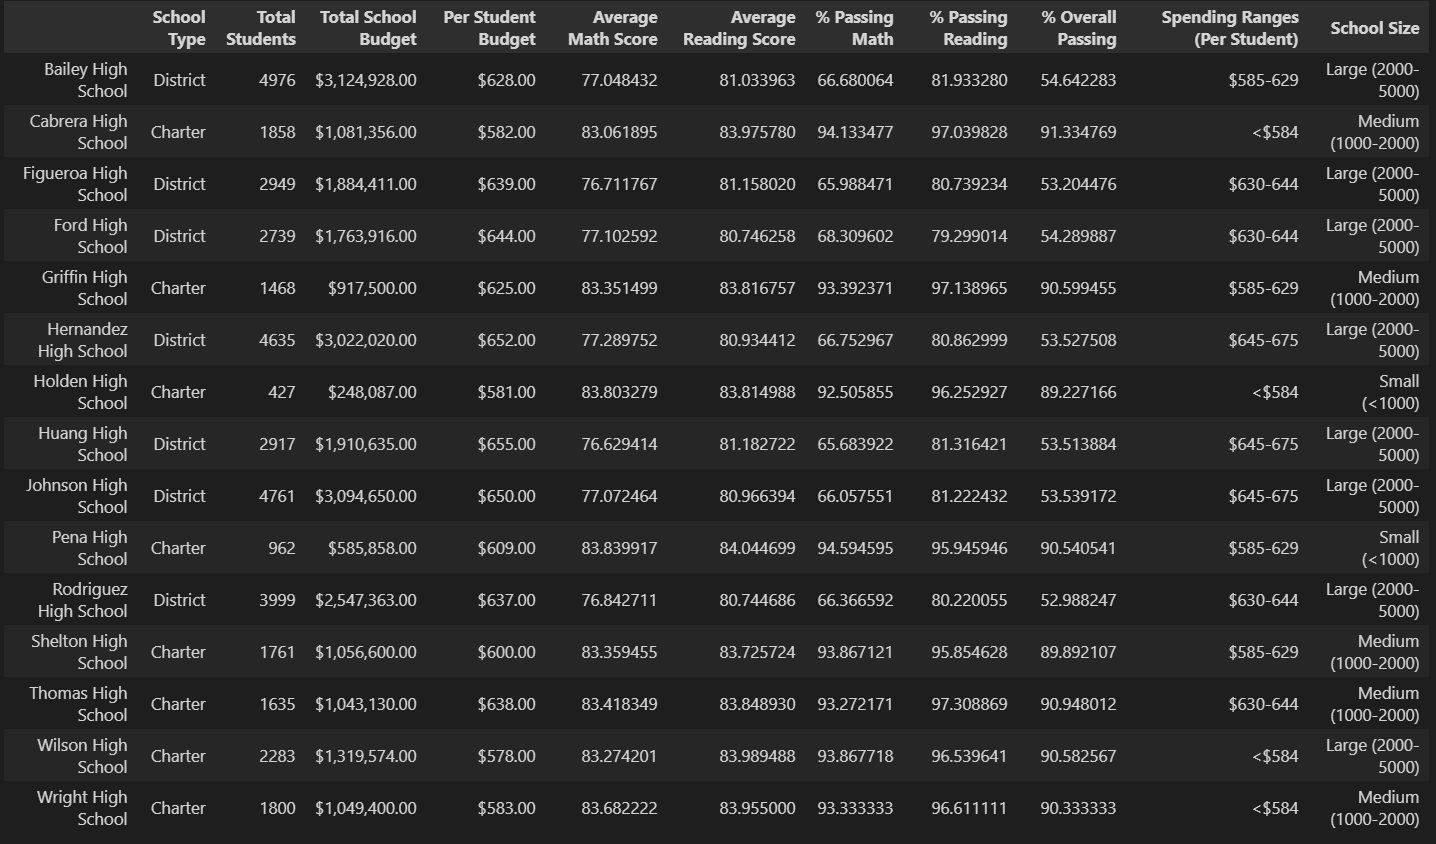 School Type Total Students Total School Budget Per Student Budget Average Math Score Average Reading Score % Passing Math % Passing Reading % Overall Passing Spending Ranges (Per Student) School Size
Bailey High School District 4976 $3,124,928.00 $628.00 77.048432 81.033963 66.680064 81.933280 54.642283 $585-629 Large (2000-5000)
Cabrera High School Charter 1858 $1,081,356.00 $582.00 83.061895 83.975780 94.133477 97.039828 91.334769 <$584 Medium (1000-2000)
Figueroa High School District 2949 $1,884,411.00 $639.00 76.711767 81.158020 65.988471 80.739234 53.204476 $630-644 Large (2000-5000)
Ford High School District 2739 $1,763,916.00 $644.00 77.102592 80.746258 68.309602 79.299014 54.289887 $630-644 Large (2000-5000)
Griffin High School Charter 1468 $917,500.00 $625.00 83.351499 83.816757 93.392371 97.138965 90.599455 $585-629 Medium (1000-2000)
Hernandez High School District 4635 $3,022,020.00 $652.00 77.289752 80.934412 66.752967 80.862999 53.527508 $645-675 Large (2000-5000)
Holden High School Charter 427 $248,087.00 $581.00 83.803279 83.814988 92.505855 96.252927 89.227166 <$584 Small (<1000)
Huang High School District 2917 $1,910,635.00 $655.00 76.629414 81.182722 65.683922 81.316421 53.513884 $645-675 Large (2000-5000)
Johnson High School District 4761 $3,094,650.00 $650.00 77.072464 80.966394 66.057551 81.222432 53.539172 $645-675 Large (2000-5000)
Pena High School Charter 962 $585,858.00 $609.00 83.839917 84.044699 94.594595 95.945946 90.540541 $585-629 Small (<1000)
Rodriguez High School District 3999 $2,547,363.00 $637.00 76.842711 80.744686 66.366592 80.220055 52.988247 $630-644 Large (2000-5000)
Shelton High School Charter 1761 $1,056,600.00 $600.00 83.359455 83.725724 93.867121 95.854628 89.892107 $585-629 Medium (1000-2000)
Thomas High School Charter 1635 $1,043,130.00 $638.00 83.418349 83.848930 93.272171 97.308869 90.948012 $630-644 Medium (1000-2000)
Wilson High School Charter 2283 $1,319,574.00 $578.00 83.274201 83.989488 93.867718 96.539641 90.582567 <$584 Large (2000-5000)
Wright High School Charter 1800 $1,049,400.00 $583.00 83.682222 83.955000 93.333333 96.611111 90.333333 <$584 Medium (1000-2000)